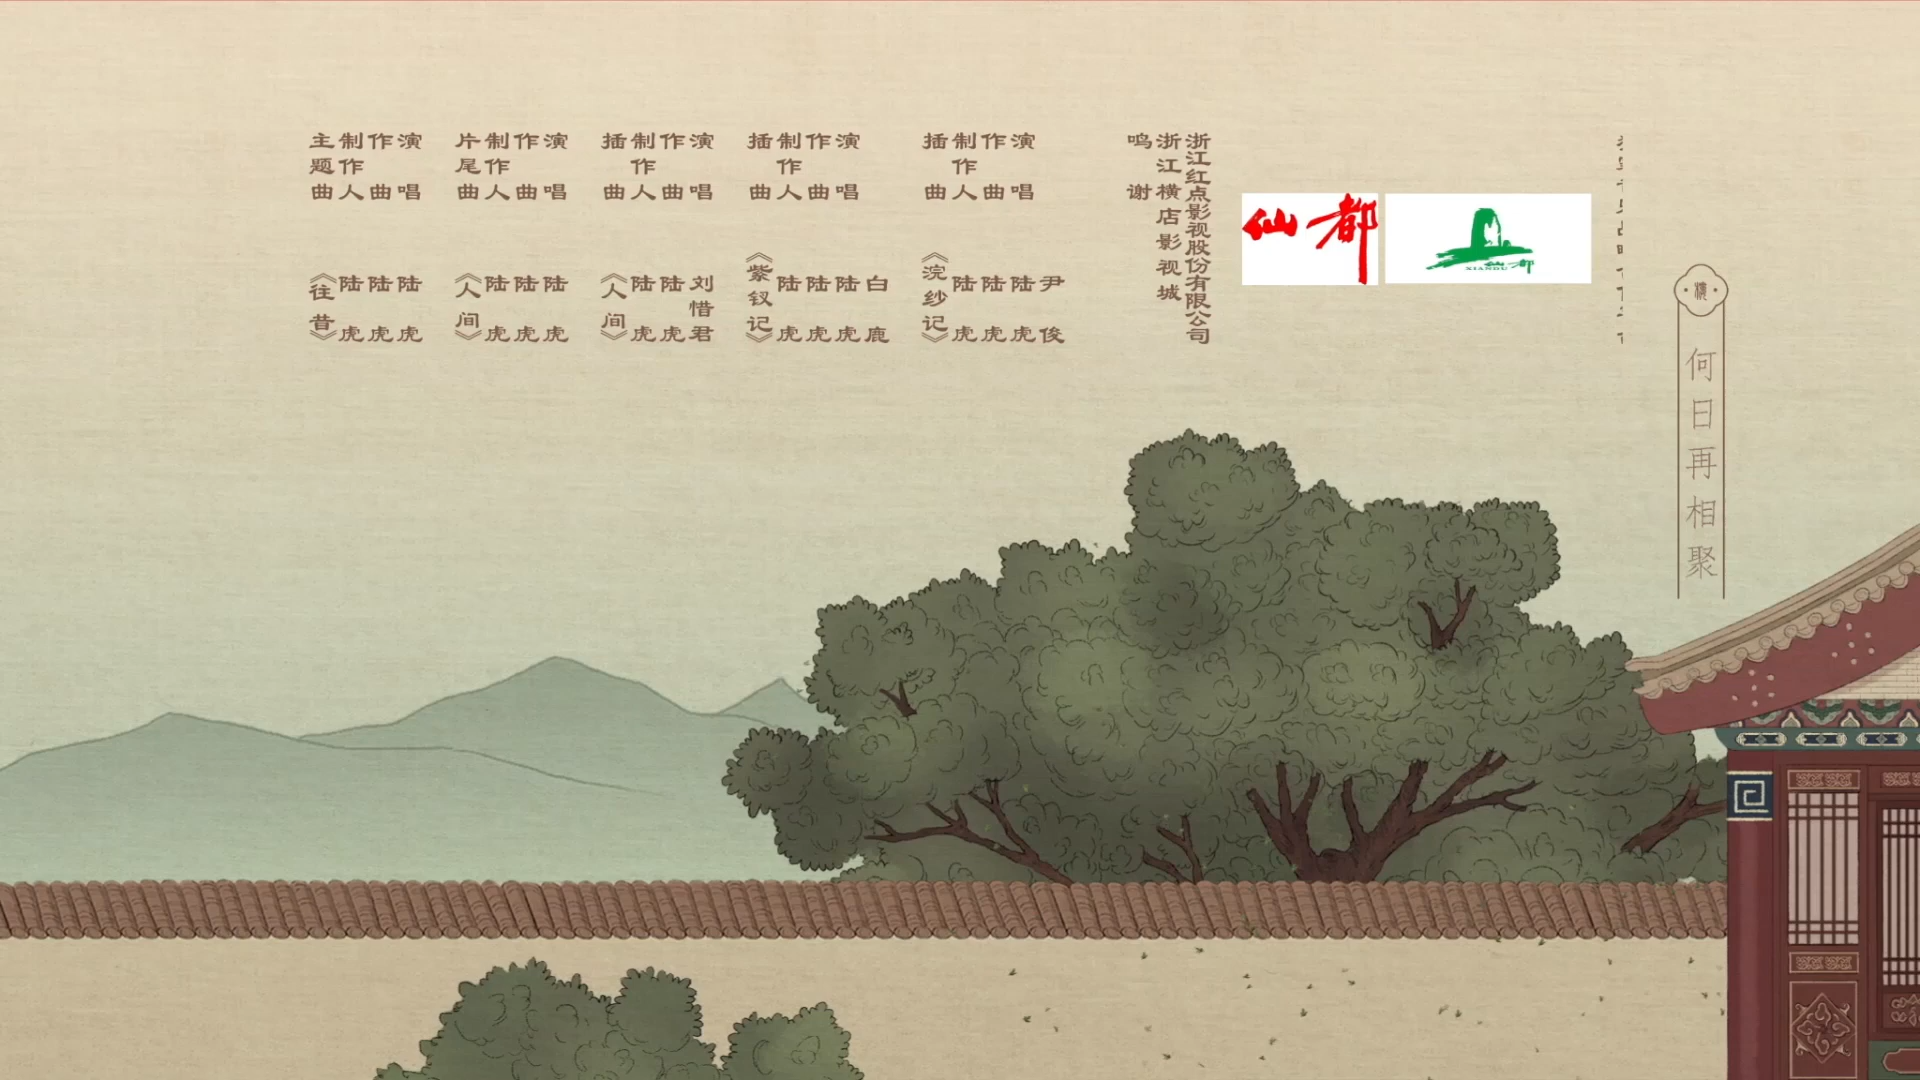 主题曲 《往昔》
制作人 陆虎
作曲 陆虎
演唱 陆虎
片尾曲 《人间》
制作人 陆虎
作曲 陆虎
演唱 陆虎
插曲 《人间》
制作人 陆虎
作曲 陆虎
演唱 刘惜君
插曲 《紫钗记》
制作人 陆虎
作曲 陆虎
演唱 陆虎
白鹿
插曲 《浣纱记》
制作人 陆虎
作曲 陆虎
演唱 陆虎
尹俊
鸣谢
浙江横店影视城
浙江红点影视股份有限公司
仙都
XIANDU 仙都
何日再相聚